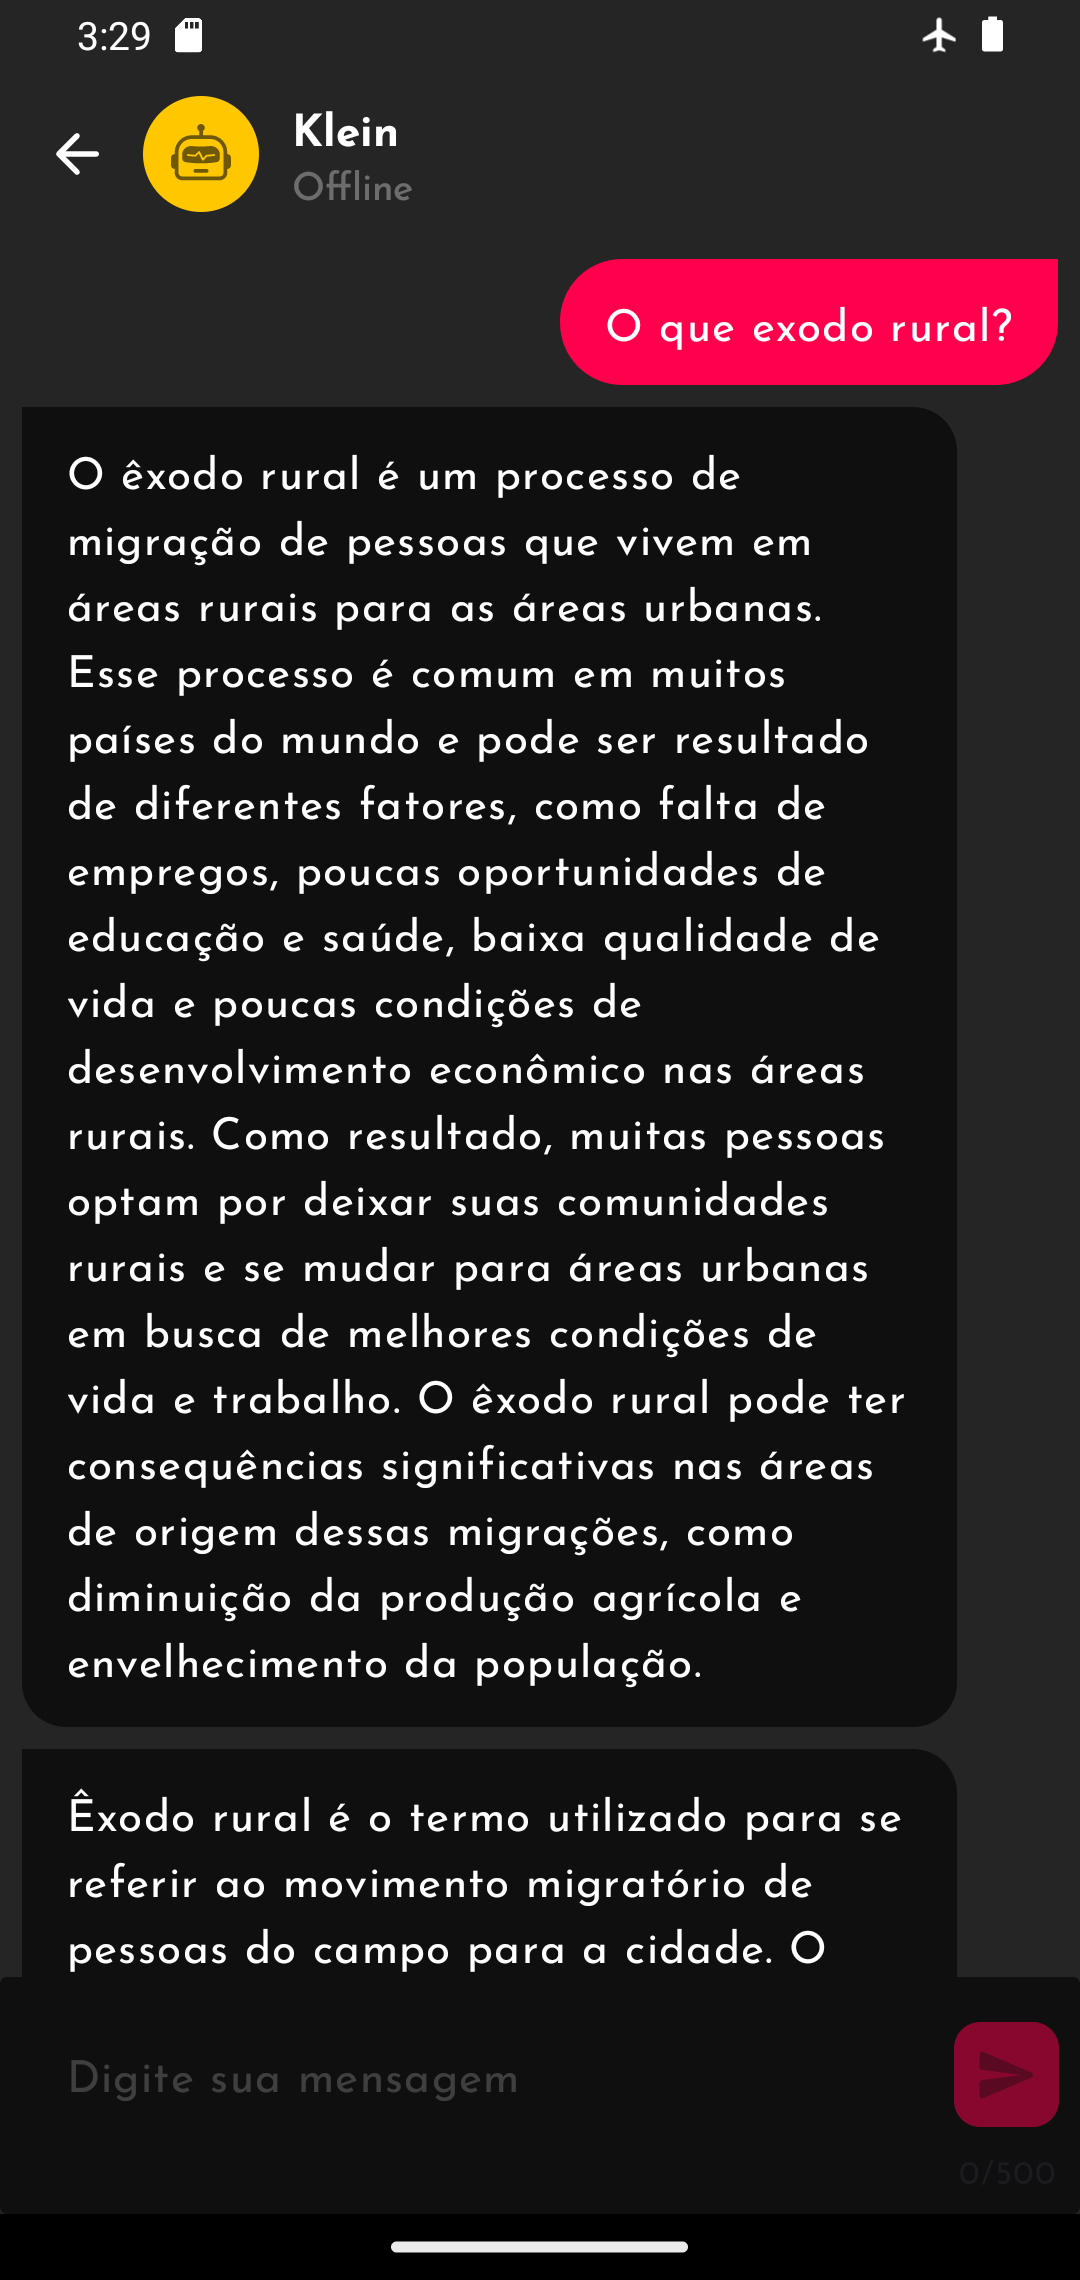 3:29
Klein
Offline
O que exodo rural?
O êxodo rural é um processo de
migração de pessoas que vivem em
áreas rurais para as áreas urbanas.
Esse processo é comum em muitos
países do mundo e pode ser resultado
de diferentes fatores, como falta de
empregos, poucas oportunidades de
educação e saúde, baixa qualidade de
vida e poucas condições de
desenvolvimento econômico nas áreas
rurais. Como resultado, muitas pessoas
optam por deixar suas comunidades
rurais e se mudar para áreas urbanas
em busca de melhores condições de
vida e trabalho. O êxodo rural pode ter
consequências significativas nas áreas
de origem dessas migrações, como
diminuição da produção agrícola e
envelhecimento da população.
Êxodo rural é o termo utilizado para se
referir ao movimento migratório de
pessoas do campo para a cidade. O
Digite sua mensagem
0/500